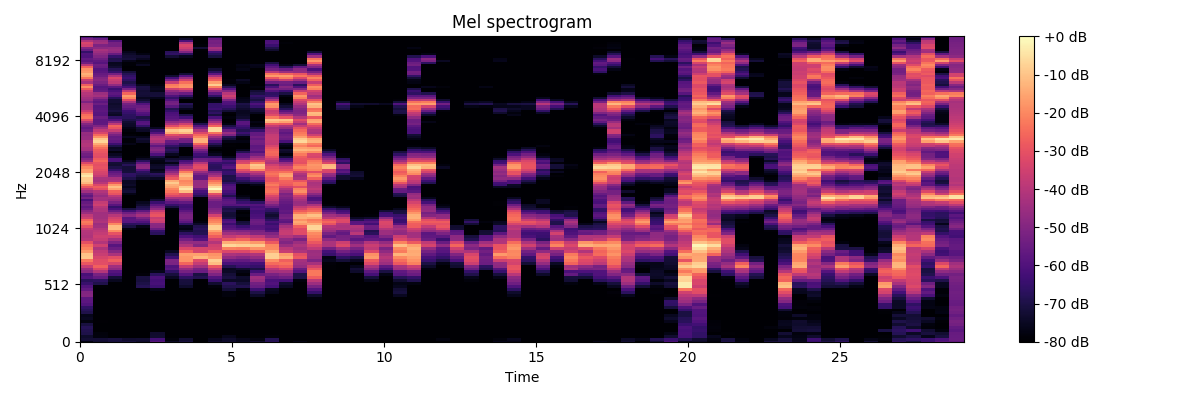 Mel spectrogram
8192
4096
2048
1024
512
0
Hz
0 5 10 15 20 25
Time
+0 dB
-10 dB
-20 dB
-30 dB
-40 dB
-50 dB
-60 dB
-70 dB
-80 dB